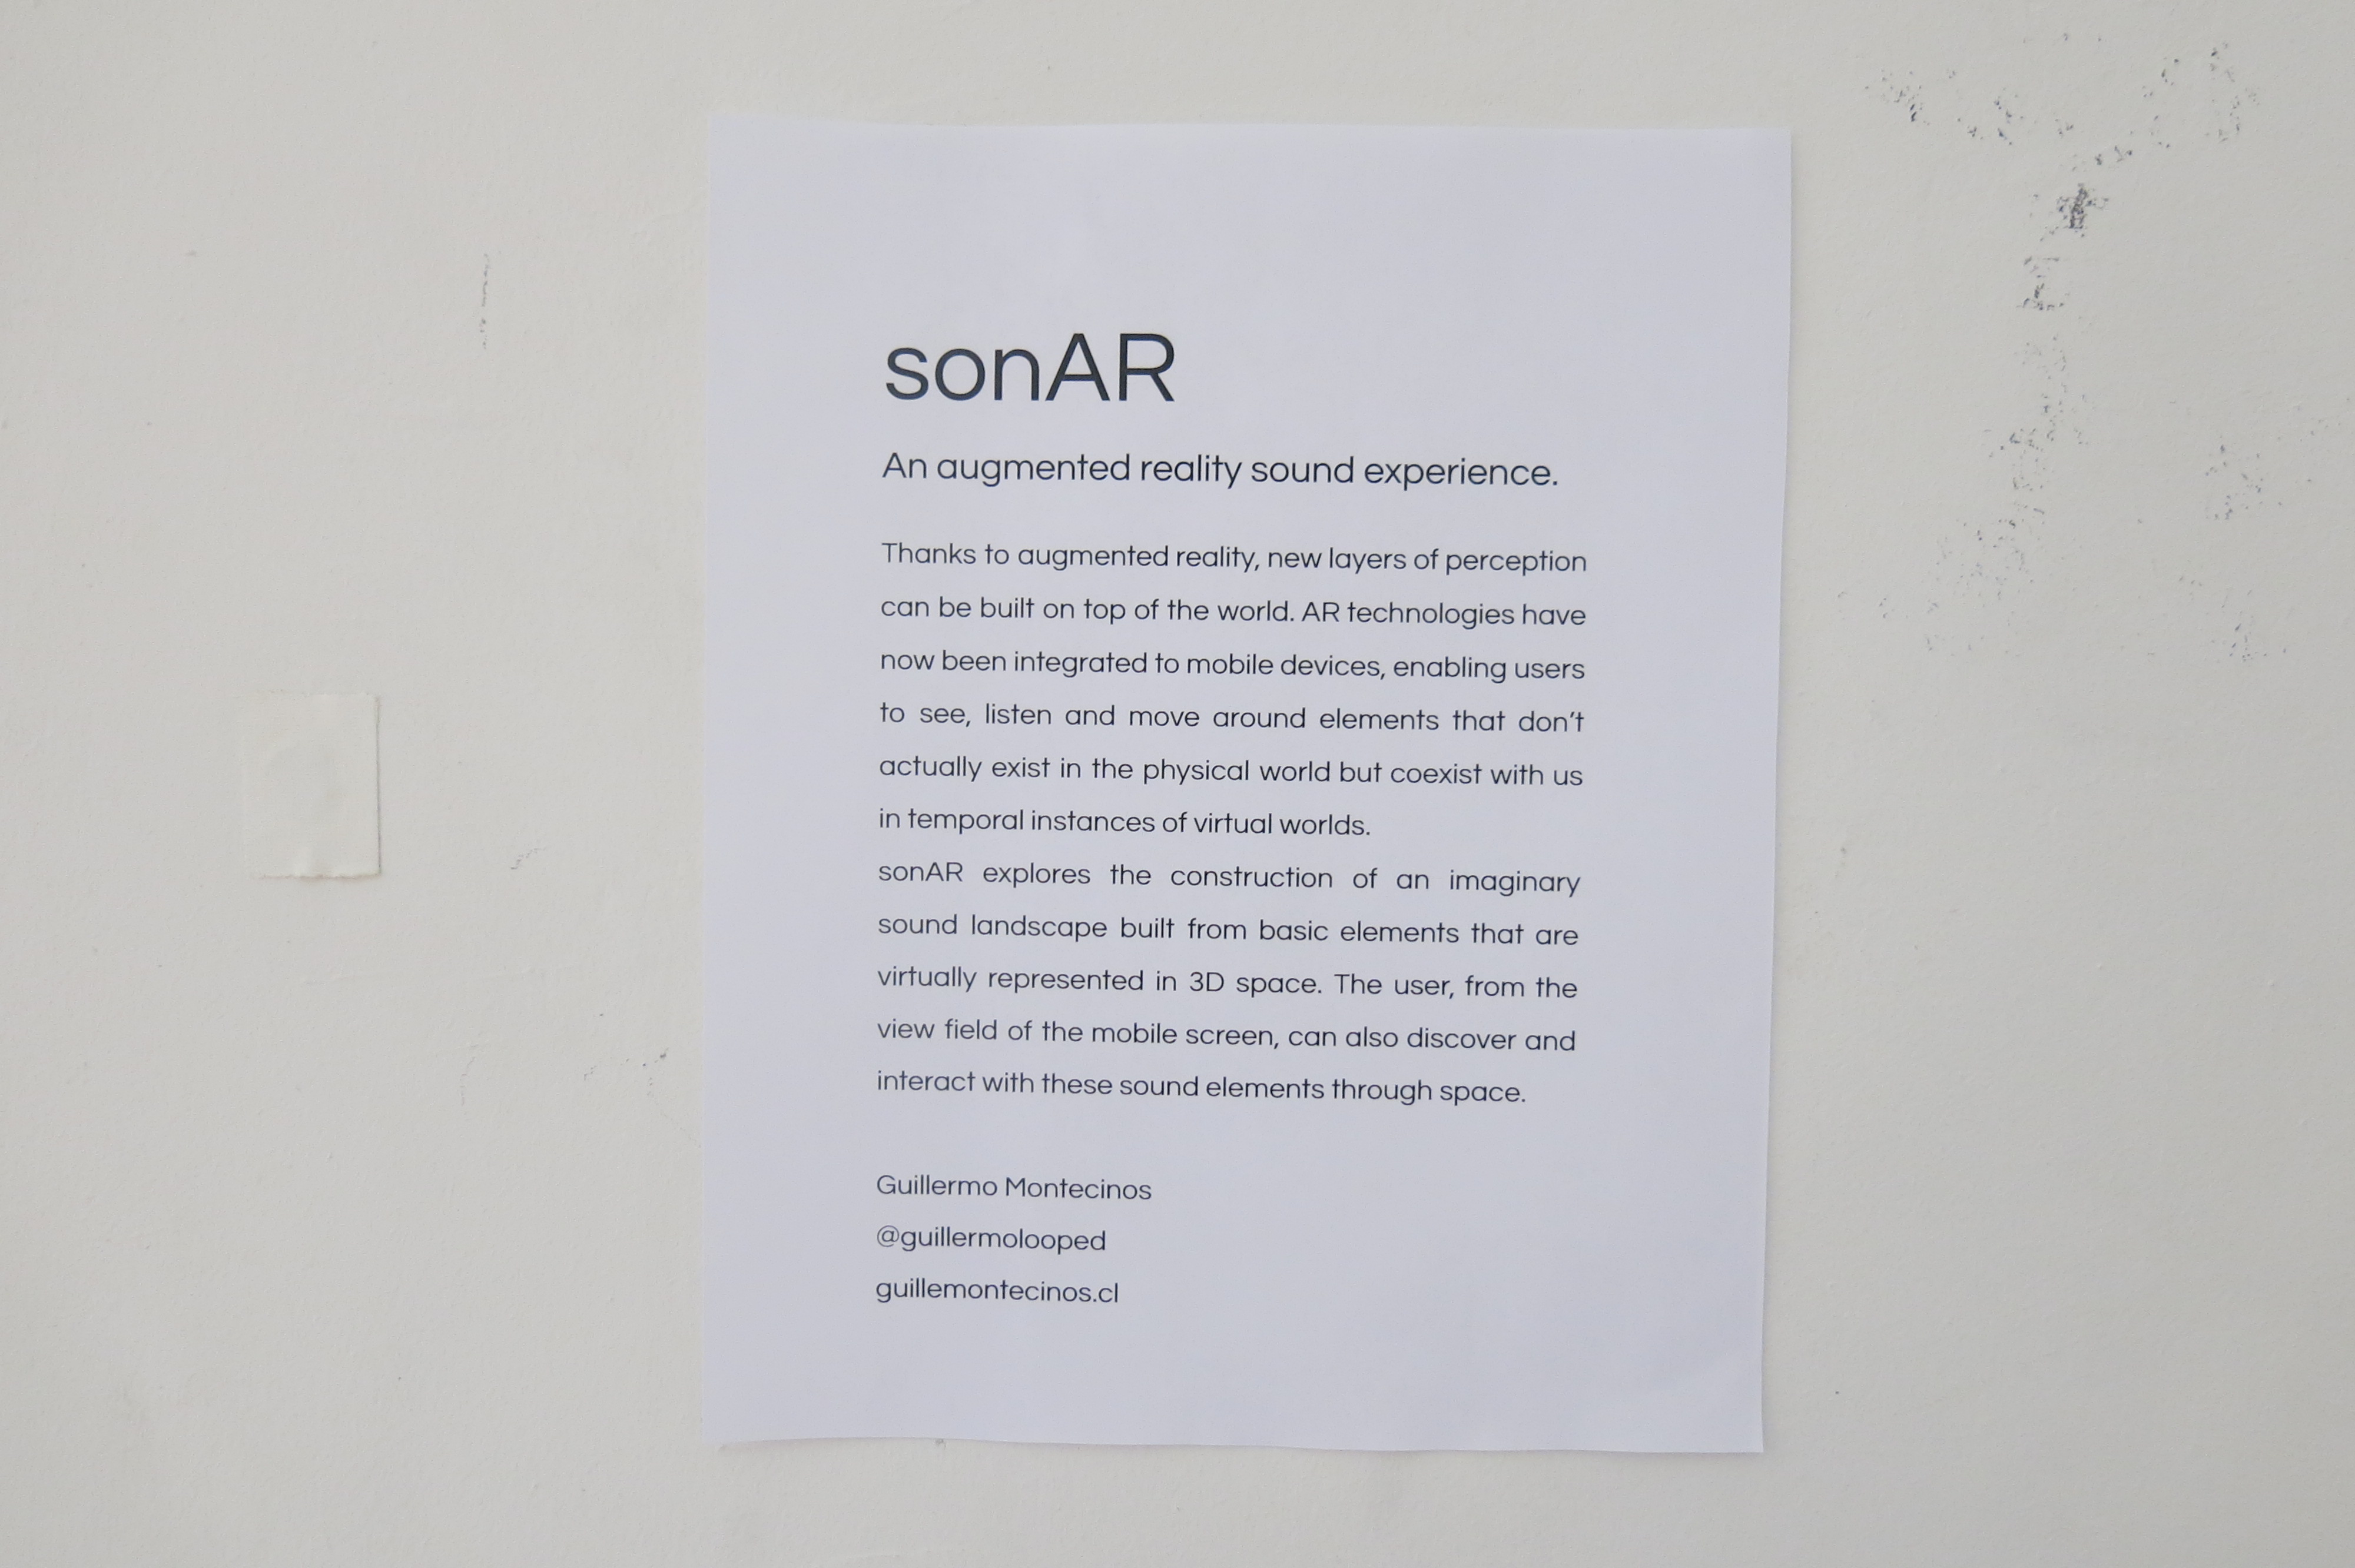 sonAR
An augmented reality sound experience.
Thanks to augmented reality, new layers of perception
can be built on top of the world. AR technologies have
now been integrated to mobile devices, enabling users
to see, listen and move around elements that don't
actually exist in the physical world but coexist with us
in temporal instances of virtual worlds.
sonAR explores the construction of an imaginary
sound landscape built from basic elements that are
virtually represented in 3D space. The user, from the
view field of the mobile screen, can also discover and
interact with these sound elements through space.
Guillermo Montecinos
@guillermolooped
guillemontecinos.cl